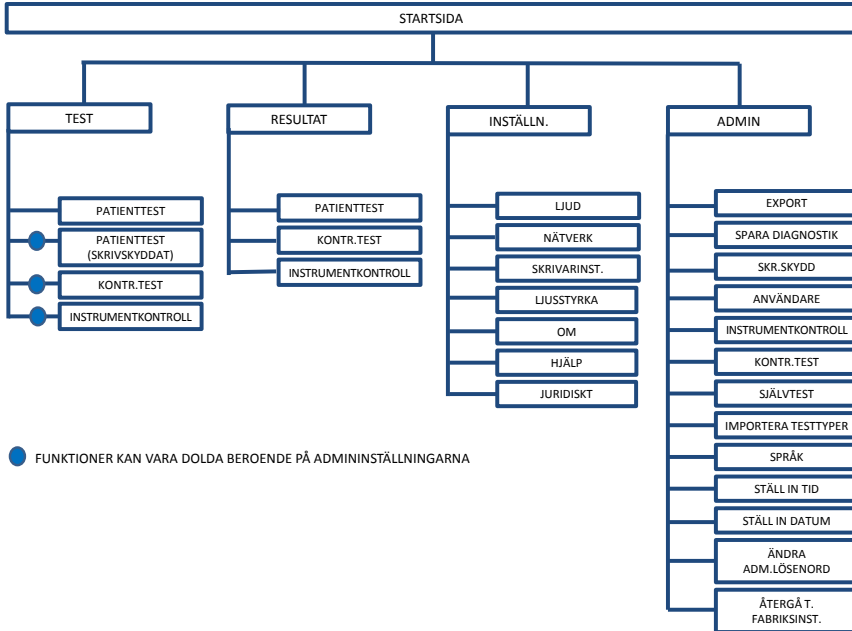 STARTSIDA
TEST
RESULTAT
INSTÄLLN.
ADMIN
PATIENTTEST
PATIENTTEST
(SKRIVSKYDDAT)
KONTR.TEST
INSTRUMENTKONTROLL
PATIENTTEST
KONTR.TEST
INSTRUMENTKONTROLL
LJUD
NÄTVERK
SKRIVARINST.
LJUSSTYRKA
OM
HJÄLP
JURIDISKT
EXPORT
SPARA DIAGNOSTIK
SKR.SKYDD
ANVÄNDARE
INSTRUMENTKONTROLL
KONTR.TEST
SJÄLVTEST
IMPORTERA TESTTYPER
SPRÅK
STÄLL IN TID
STÄLL IN DATUM
ÄNDRA
ADM.LÖSENORD
ÅTERGÅ T.
FABRIKSINST.
FUNKTIONER KAN VARA DOLDA BEROENDE PÅ ADMININSTÄLLNINGARNA